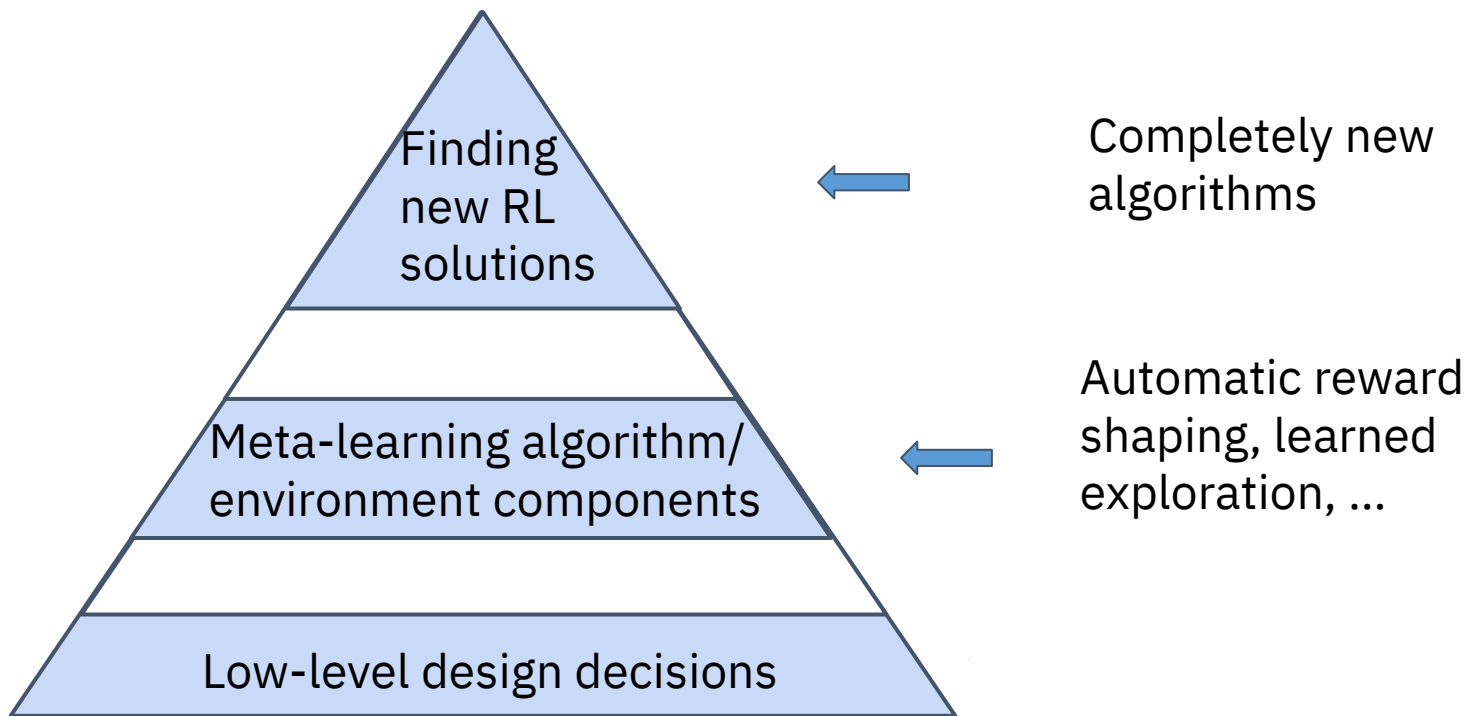 Finding
new RL
solutions
Completely new
algorithms
Meta-learning algorithm/
environment components
Automatic reward
shaping, learned
exploration, ...
Low-level design decisions